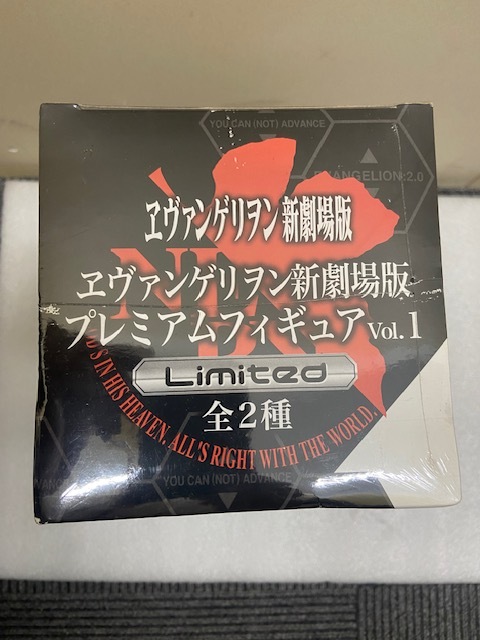 YOU CAN (NOT) ADVANCE
EVANGELION:2.0
ヱヴァンゲリヲン新劇場版
NERV
ヱヴァンゲリヲン新劇場版
プレミアムフィギュア Vol.1
Limited
全2種
IN HIS HEAVEN. ALL'S RIGHT WITH THE WORLD.
YOU CAN (NOT) ADVANCE